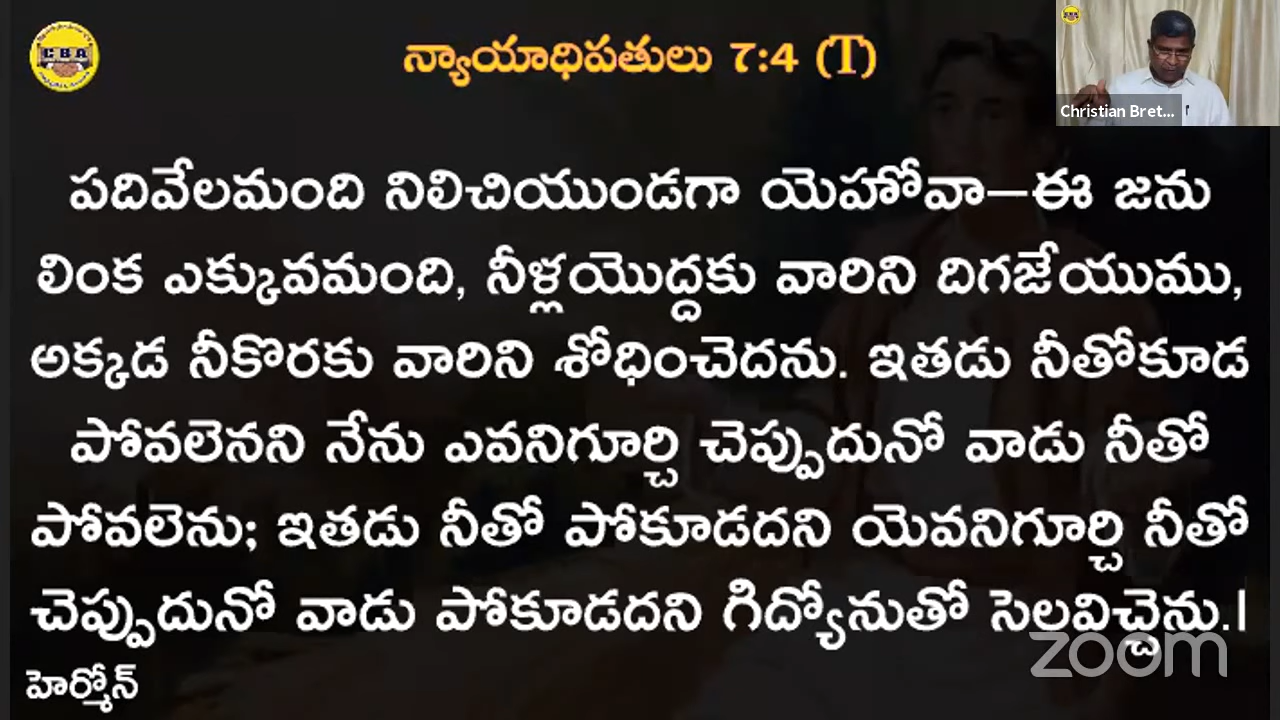 CBA
న్యాయాధిపతులు 7:4 (T)
Christian Bret...
పదివేలమంది నిలిచియుండగా యెహోవా—ఈ జను
లింక ఎక్కువమంది, నీళ్లయొద్దకు వారిని దిగజేయుము,
అక్కడ నీకొరకు వారిని శోధించెదను. ఇతడు నీతోకూడ
పోవలెనని నేను ఎవనిగూర్చి చెప్పుదునో వాడు నీతో
పోవలెను; ఇతడు నీతో పోకూడదని యెవనిగూర్చి నీతో
చెప్పుదునో వాడు పోకూడదని గిద్యోనుతో సెలవిచ్చెను.|
zoom
హెర్మోన్